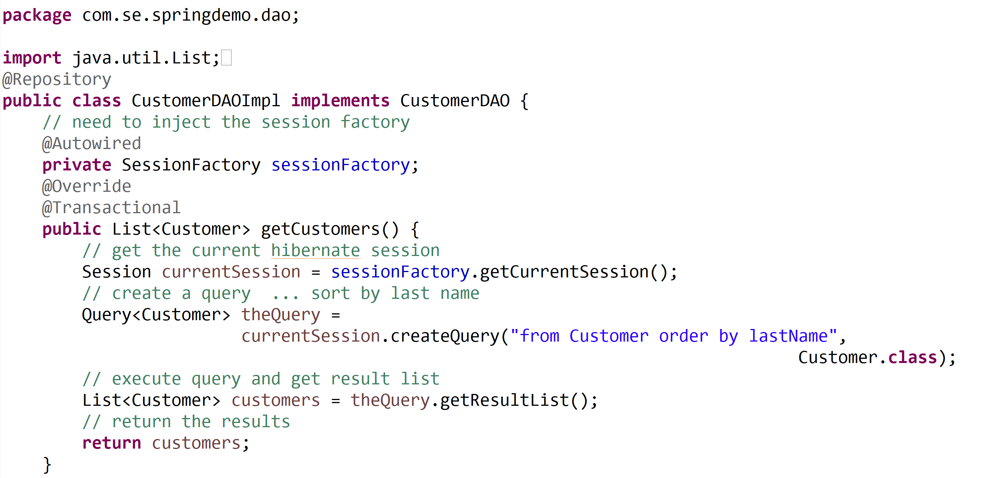 package com.se.springdemo.dao;
import java.util.List;
@Repository
public class CustomerDAOImpl implements CustomerDAO {
// need to inject the session factory
@Autowired
private SessionFactory sessionFactory;
@Override
@Transactional
public List<Customer> getCustomers() {
// get the current hibernate session
Session currentSession = sessionFactory.getCurrentSession();
// create a query  ... sort by last name
Query<Customer> theQuery =
currentSession.createQuery("from Customer order by lastName",
Customer.class);
// execute query and get result list
List<Customer> customers = theQuery.getResultList();
// return the results
return customers;
}